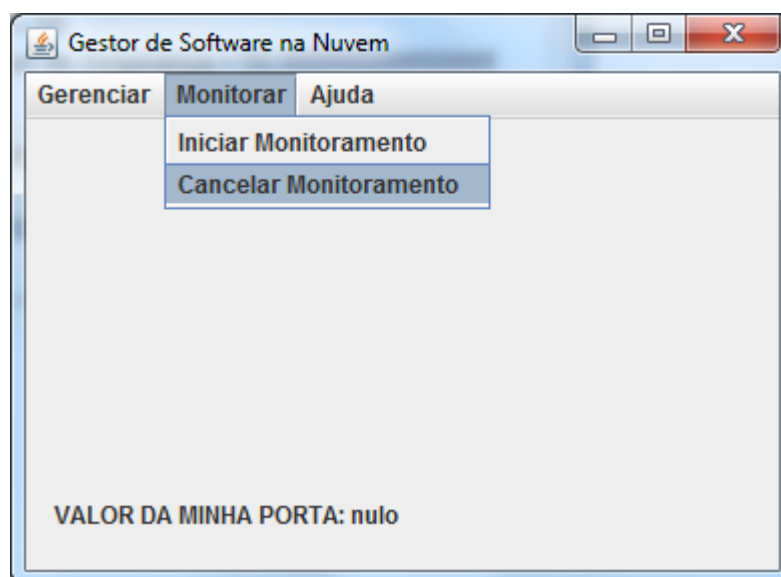 Gestor de Software na Nuvem
Gerenciar Monitorar Ajuda
Iniciar Monitoramento
Cancelar Monitoramento
VALOR DA MINHA PORTA: nulo